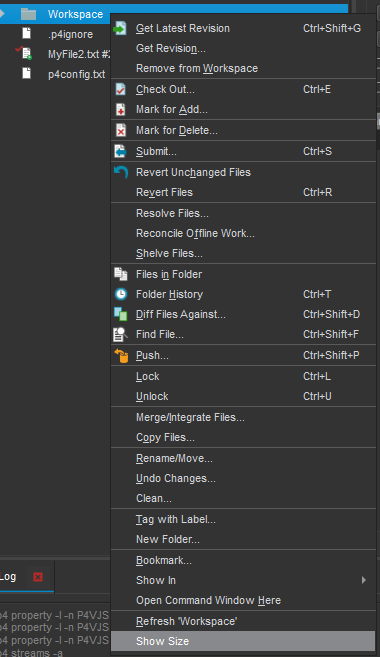 Workspace
.p4ignore
MyFile2.txt #2
p4config.txt
Get Latest Revision Ctrl+Shift+G
Get Revision...
Remove from Workspace
Check Out... Ctrl+E
Mark for Add...
Mark for Delete...
Submit... Ctrl+S
Revert Unchanged Files
Revert Files Ctrl+R
Resolve Files...
Reconcile Offline Work...
Shelve Files...
Files in Folder
Folder History Ctrl+T
Diff Files Against... Ctrl+Shift+D
Find File... Ctrl+Shift+F
Push... Ctrl+Shift+P
Lock Ctrl+L
Unlock Ctrl+U
Merge/Integrate Files...
Copy Files...
Rename/Move...
Undo Changes...
Clean...
Tag with Label...
New Folder...
Bookmark...
Show In
Open Command Window Here
Refresh 'Workspace'
Show Size
Log
p4 property -l -n P4VJS
p4 property -l -n P4VJS
p4 property -l -n P4VJS
p4 streams -a